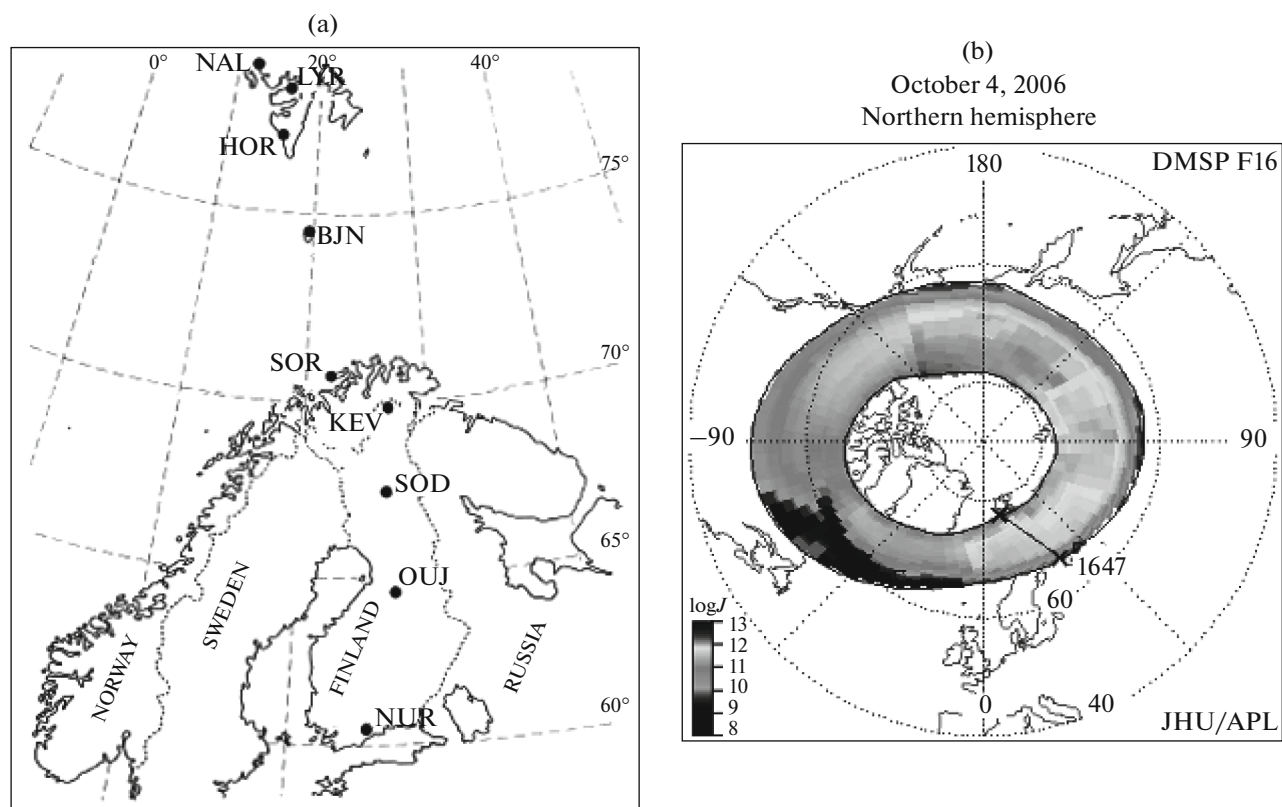 (a)
0°
20°
40°
NAL
LYR
HOR
75°
BJN
70°
SOR
KEV
SOD
65°
OUJ
NORWAY
SWEDEN
FINLAND
RUSSIA
60°
NUR
(b)
October 4, 2006
Northern hemisphere
DMSP F16
180
–90
90
1647
60
40
0
logJ
13
12
11
10
9
8
JHU/APL